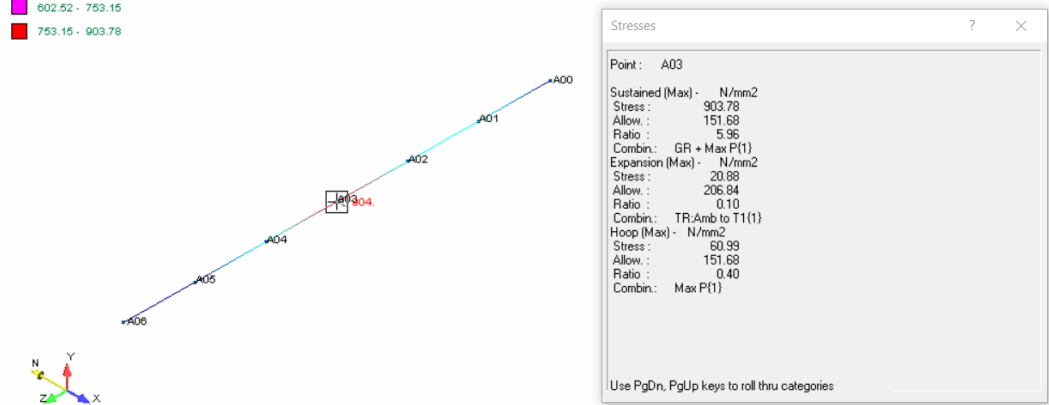 602.52 - 753.15
753.15 - 903.78
A00
A01
A02
A03
904.
A04
A05
A06
N
Y
Z
X
Stresses
Point : A03
Sustained (Max) - N/mm2
Stress : 903.78
Allow. : 151.68
Ratio : 5.96
Combin.: GR + Max P{1}
Expansion (Max) - N/mm2
Stress : 20.88
Allow. : 206.84
Ratio : 0.10
Combin.: TR:Amb to T1{1}
Hoop (Max) - N/mm2
Stress : 60.99
Allow. : 151.68
Ratio : 0.40
Combin.: Max P{1}
Use PgDn, PgUp keys to roll thru categories